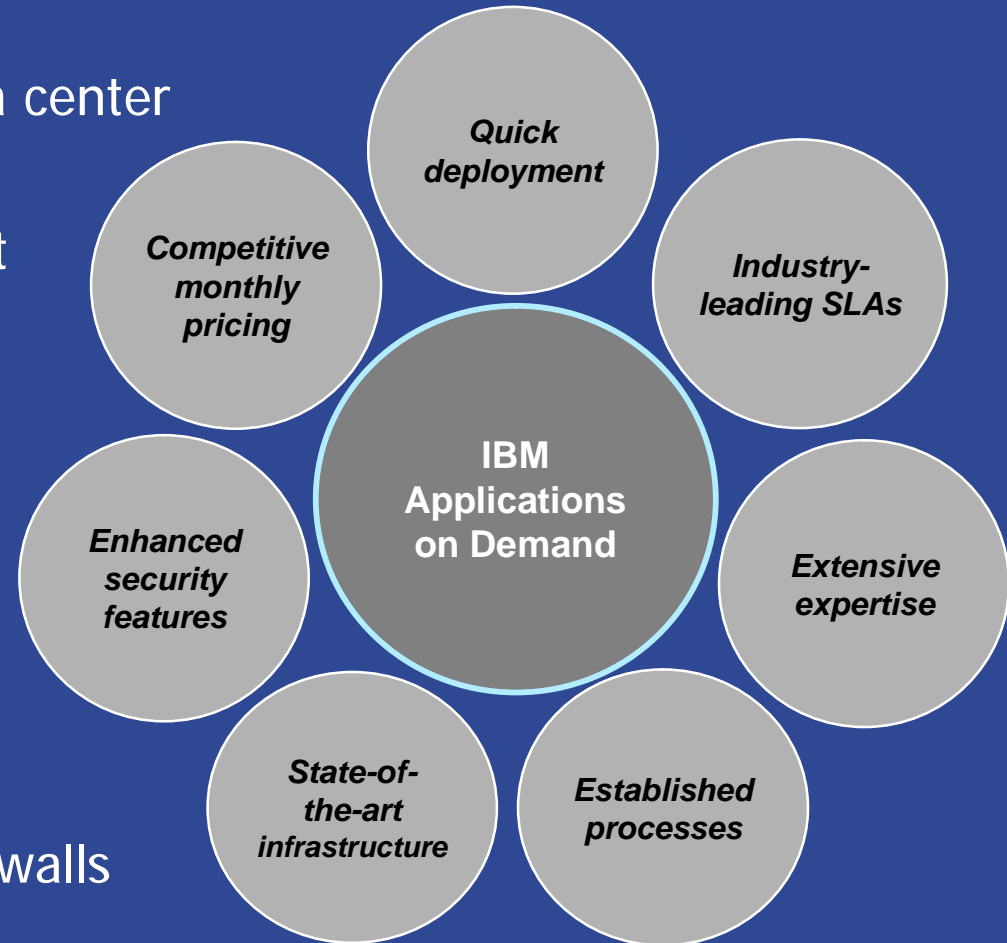 center
Quick
deployment
Competitive
monthly
pricing
Industry-
leading SLAs
IBM
Applications
on Demand
Enhanced
security
features
Extensive
expertise
State-of-
the-art
infrastructure
Established
processes
walls